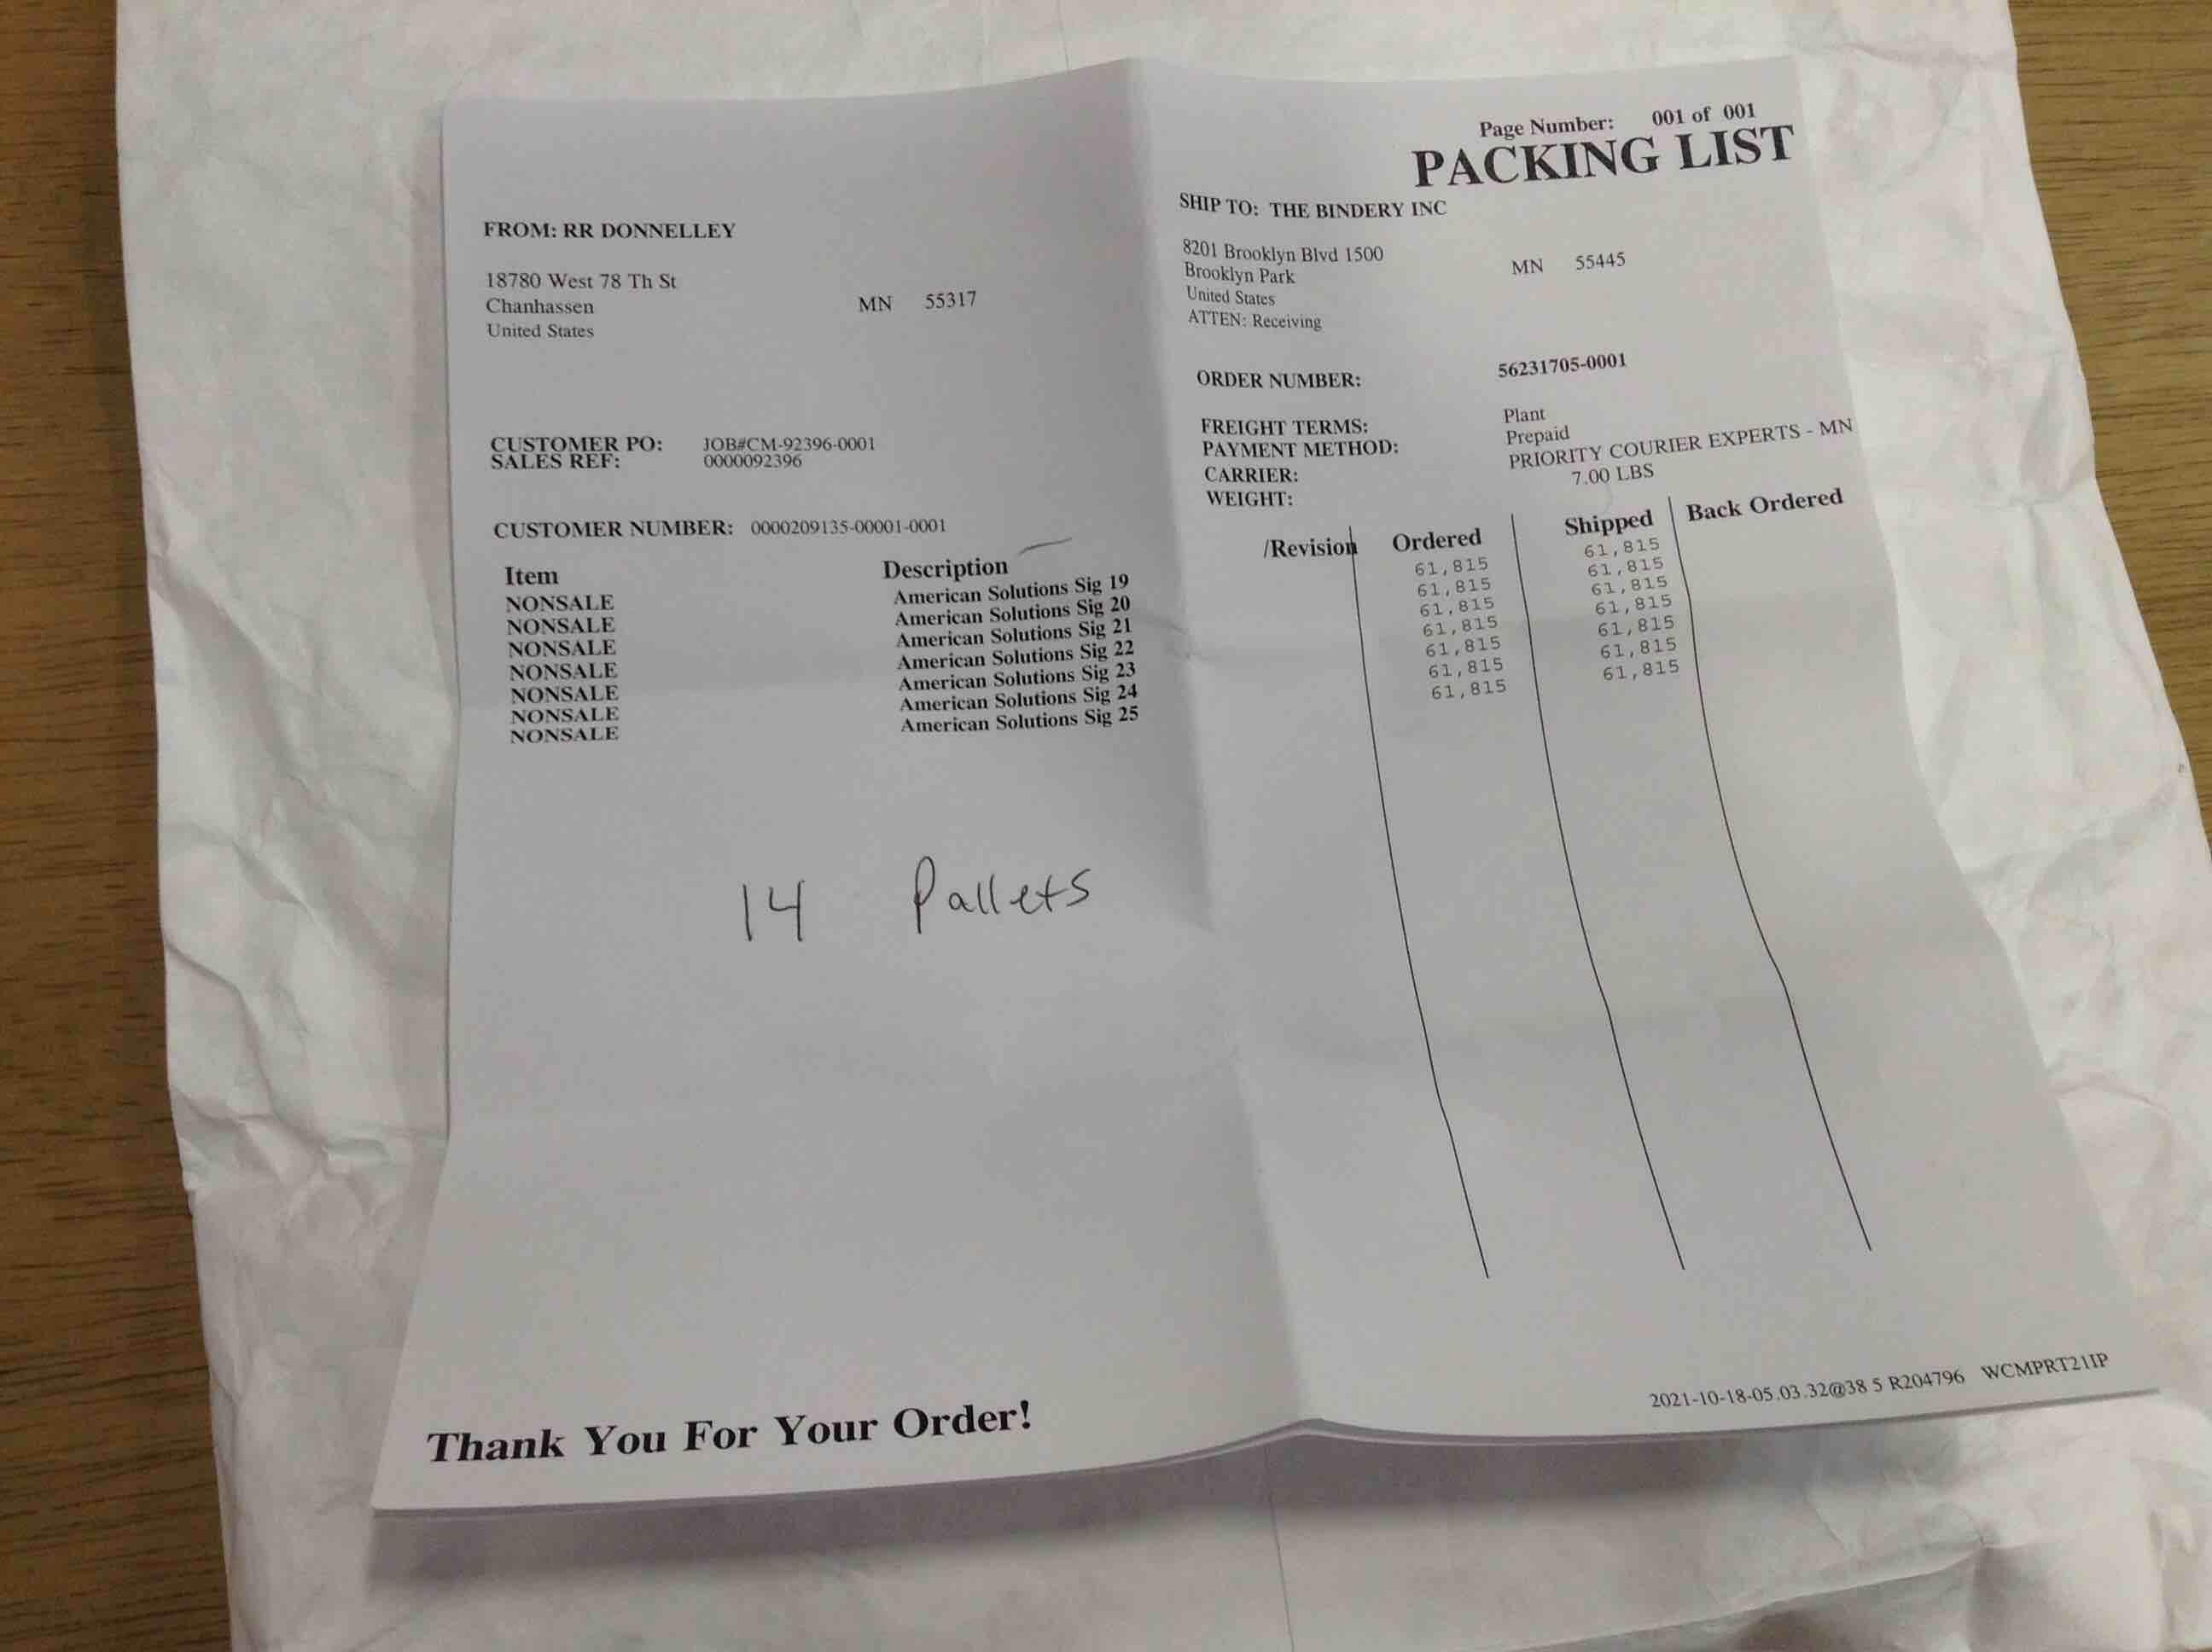 Page Number: 001 of 001
PACKING LIST
FROM: RR DONNELLEY
18780 West 78 Th St
Chanhassen MN 55317
United States
SHIP TO: THE BINDERY INC
8201 Brooklyn Blvd 1500
Brooklyn Park MN 55445
United States
ATTEN: Receiving
ORDER NUMBER: 56231705-0001
CUSTOMER PO: JOB#CM-92396-0001
SALES REF: 0000092396
FREIGHT TERMS: Plant
PAYMENT METHOD: Prepaid
CARRIER: PRIORITY COURIER EXPERTS - MN
WEIGHT: 7.00 LBS
CUSTOMER NUMBER: 0000209135-00001-0001
Item Description /Revision Ordered Shipped Back Ordered
NONSALE American Solutions Sig 19 61,815 61,815
NONSALE American Solutions Sig 20 61,815 61,815
NONSALE American Solutions Sig 21 61,815 61,815
NONSALE American Solutions Sig 22 61,815 61,815
NONSALE American Solutions Sig 23 61,815 61,815
NONSALE American Solutions Sig 24 61,815 61,815
NONSALE American Solutions Sig 25 61,815 61,815
14 Pallets
Thank You For Your Order!
2021-10-18-05.03.32@38 5 R204796 WCMPRT21IP